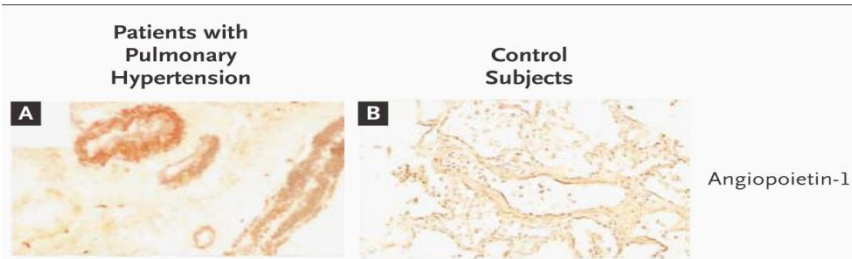 Patients with
Pulmonary
Hypertension
Control
Subjects
A
B
Angiopoietin-1